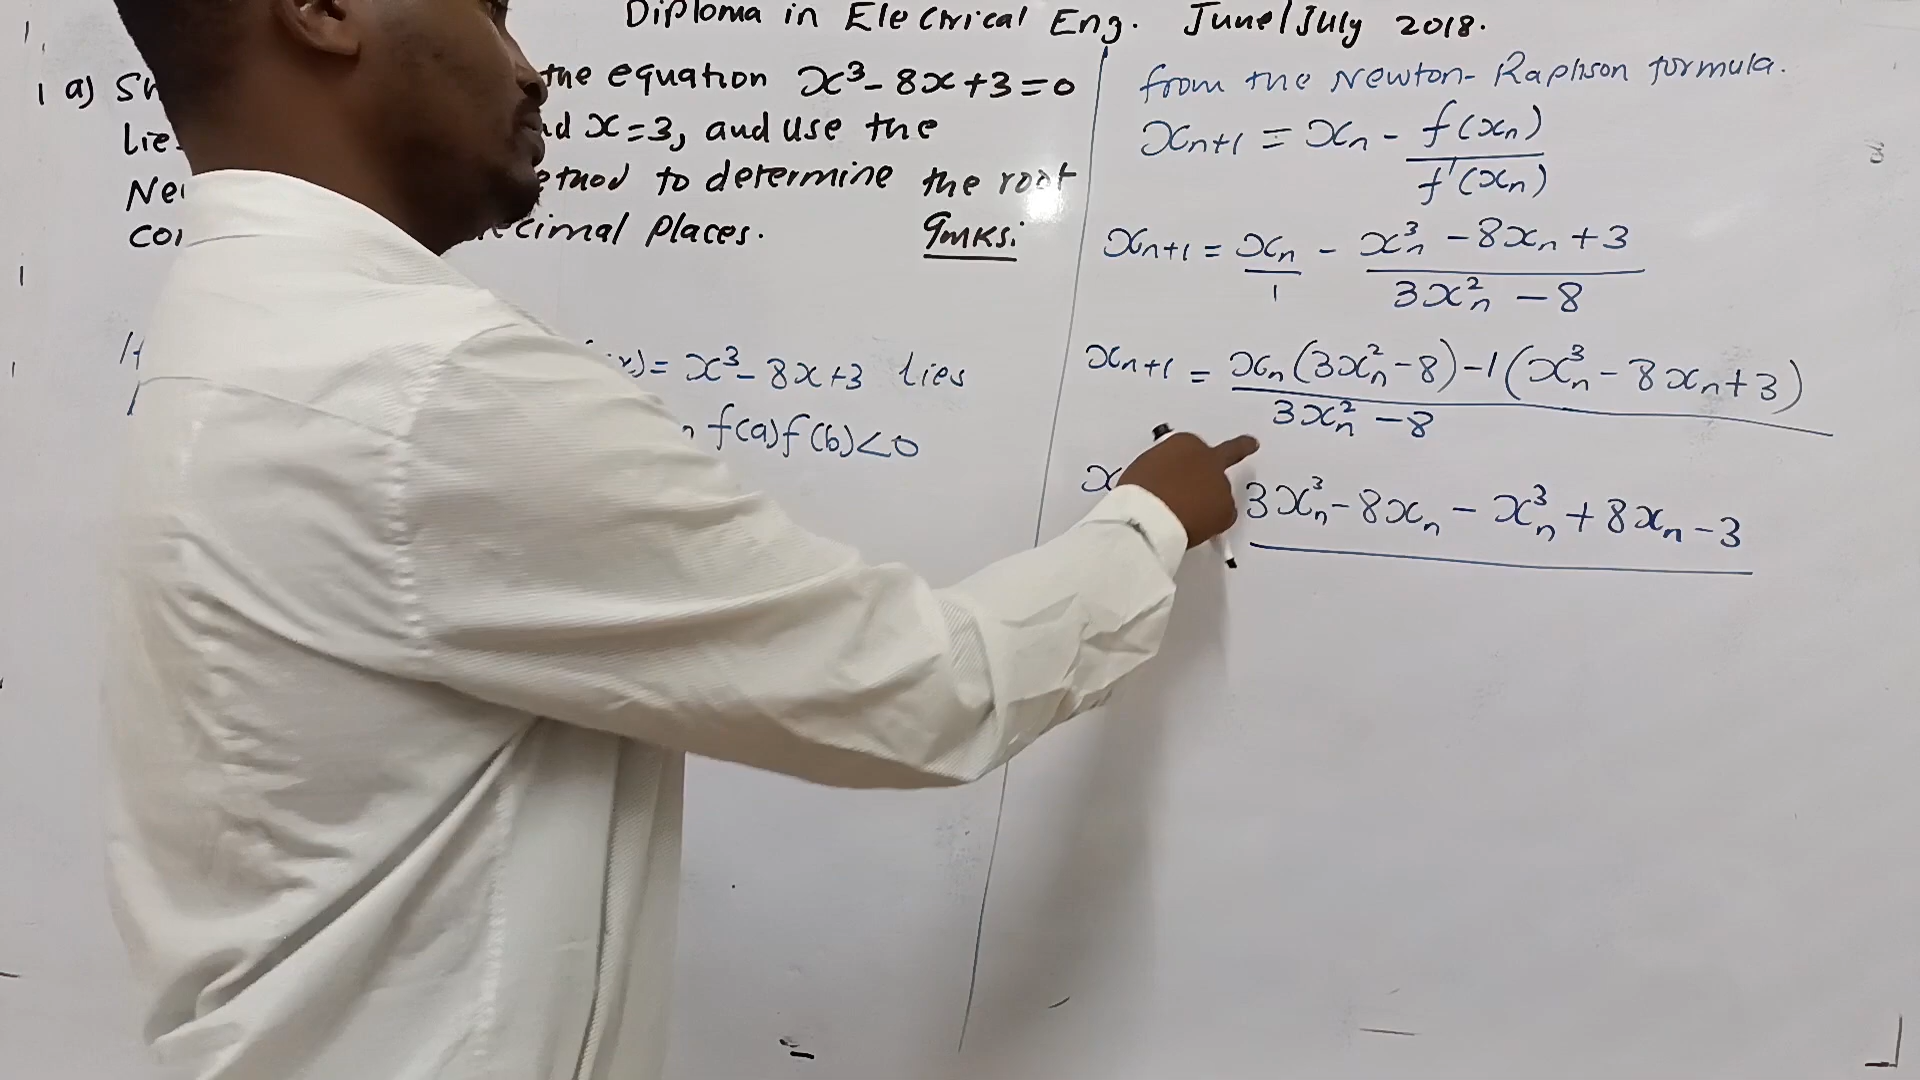 Diploma in Electrical Eng. June/July 2018.
1 a) the equation x³-8x+3=0
x=3, and use the
to determine the root
places. 9mks.
= x³-8x+3 lies
f(a)f(b)<0
from the Newton-Raphson formula.
xₙ₊₁ = xₙ - f(xₙ)
f'(xₙ)
xₙ₊₁ = xₙ - xₙ³ -8xₙ +3
1 3xₙ² -8
xₙ₊₁ = xₙ(3xₙ²-8)-1(xₙ³-8xₙ+3)
3xₙ² -8
3xₙ³-8xₙ - xₙ³ + 8xₙ -3